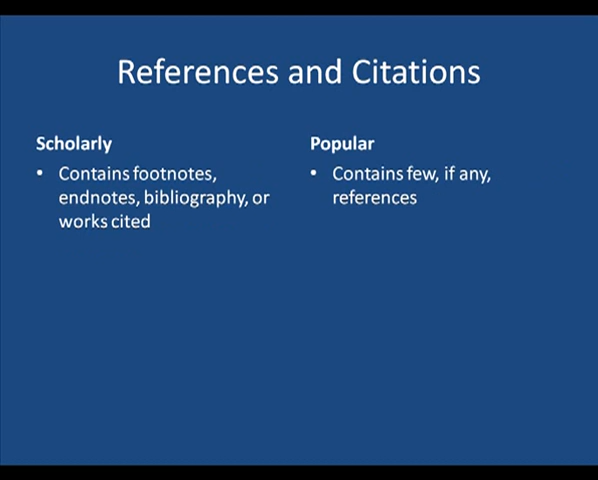 References and Citations
Scholarly
• Contains footnotes,
endnotes, bibliography, or
works cited
Popular
• Contains few, if any,
references